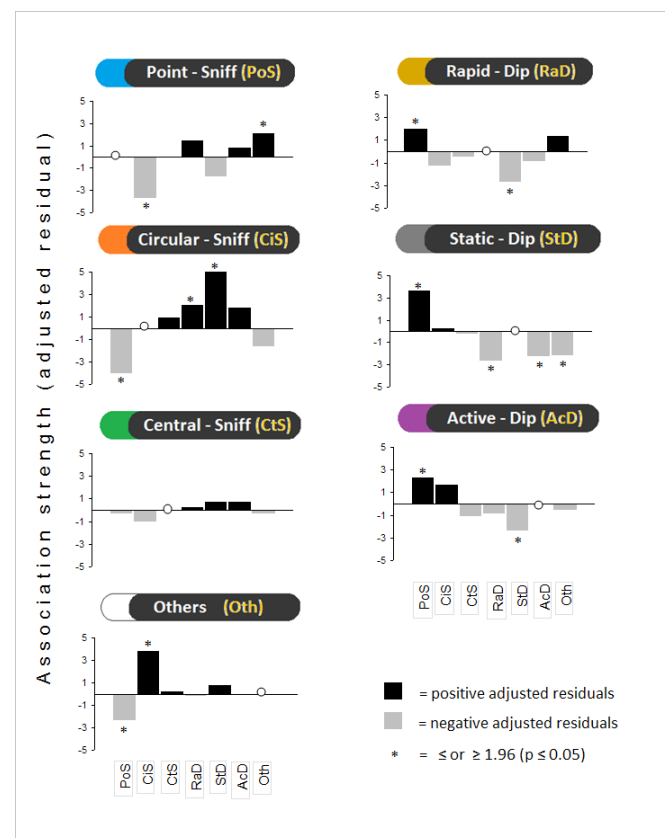 Association strength (adjusted residual)
Point - Sniff (PoS)
5
3
1
-1
-3
-5
*
*
Circular - Sniff (CiS)
5
3
1
-1
-3
-5
*
*
*
Central - Sniff (CtS)
5
3
1
-1
-3
-5
Others (Oth)
5
3
1
-1
-3
-5
*
*
PoS
CiS
CtS
RaD
StD
AcD
Oth
Rapid - Dip (RaD)
5
3
1
-1
-3
-5
*
*
Static - Dip (StD)
5
3
1
-1
-3
-5
*
*
*
*
Active - Dip (AcD)
5
3
1
-1
-3
-5
*
*
PoS
CiS
CtS
RaD
StD
AcD
Oth
= positive adjusted residuals
= negative adjusted residuals
* = ≤ or ≥ 1.96 (p ≤ 0.05)